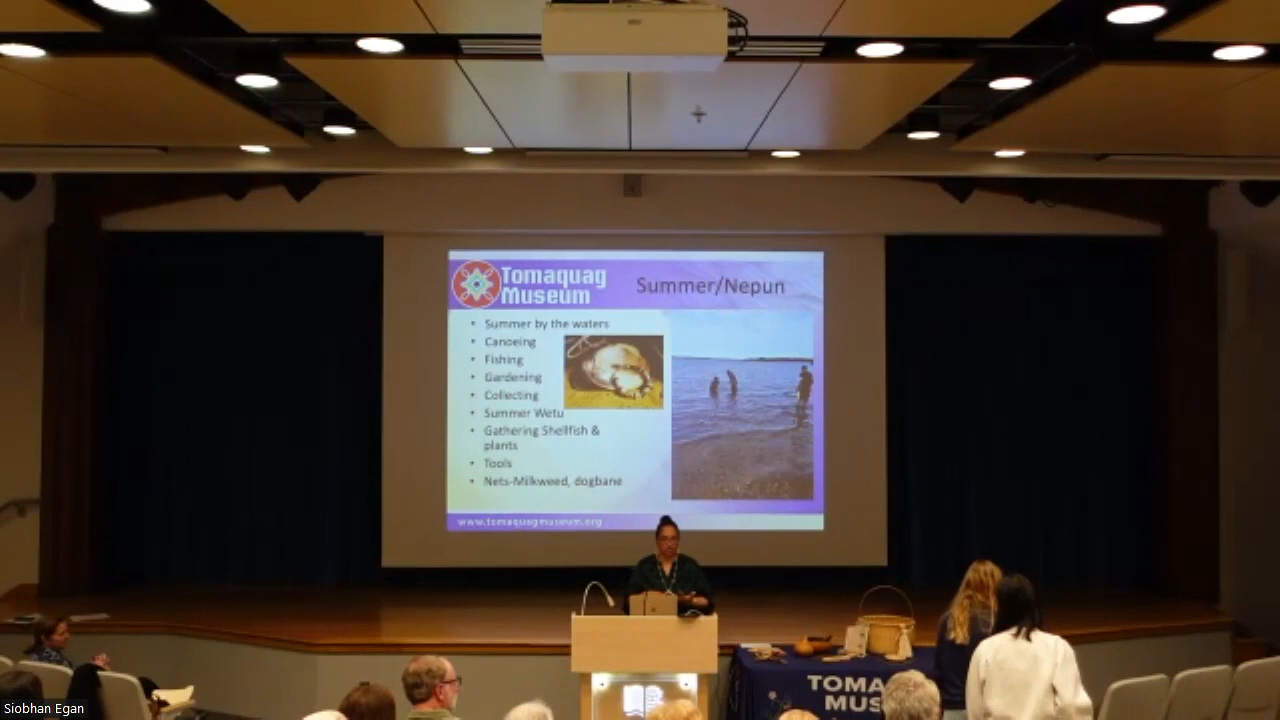 Tomaquag
Museum
Summer/Nepun
• Summer by the waters
• Canoeing
• Fishing
• Gardening
• Collecting
• Summer Wetu
• Gathering Shellfish &
plants
• Tools
• Nets-Milkweed, dogbane
www.tomaquagmuseum.org
TOMA
MUS
Siobhan Egan